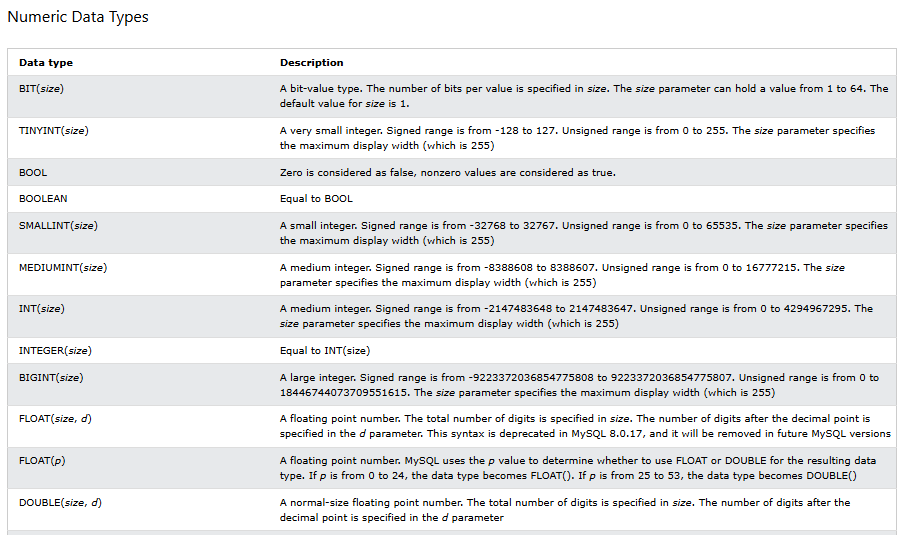 Numeric Data Types
Data type Description
BIT(size) A bit-value type. The number of bits per value is specified in size. The size parameter can hold a value from 1 to 64. The
default value for size is 1.
TINYINT(size) A very small integer. Signed range is from -128 to 127. Unsigned range is from 0 to 255. The size parameter specifies
the maximum display width (which is 255)
BOOL Zero is considered as false, nonzero values are considered as true.
BOOLEAN Equal to BOOL
SMALLINT(size) A small integer. Signed range is from -32768 to 32767. Unsigned range is from 0 to 65535. The size parameter specifies
the maximum display width (which is 255)
MEDIUMINT(size) A medium integer. Signed range is from -8388608 to 8388607. Unsigned range is from 0 to 16777215. The size
parameter specifies the maximum display width (which is 255)
INT(size) A medium integer. Signed range is from -2147483648 to 2147483647. Unsigned range is from 0 to 4294967295. The
size parameter specifies the maximum display width (which is 255)
INTEGER(size) Equal to INT(size)
BIGINT(size) A large integer. Signed range is from -9223372036854775808 to 9223372036854775807. Unsigned range is from 0 to
18446744073709551615. The size parameter specifies the maximum display width (which is 255)
FLOAT(size, d) A floating point number. The total number of digits is specified in size. The number of digits after the decimal point is
specified in the d parameter. This syntax is deprecated in MySQL 8.0.17, and it will be removed in future MySQL versions
FLOAT(p) A floating point number. MySQL uses the p value to determine whether to use FLOAT or DOUBLE for the resulting data
type. If p is from 0 to 24, the data type becomes FLOAT(). If p is from 25 to 53, the data type becomes DOUBLE()
DOUBLE(size, d) A normal-size floating point number. The total number of digits is specified in size. The number of digits after the
decimal point is specified in the d parameter